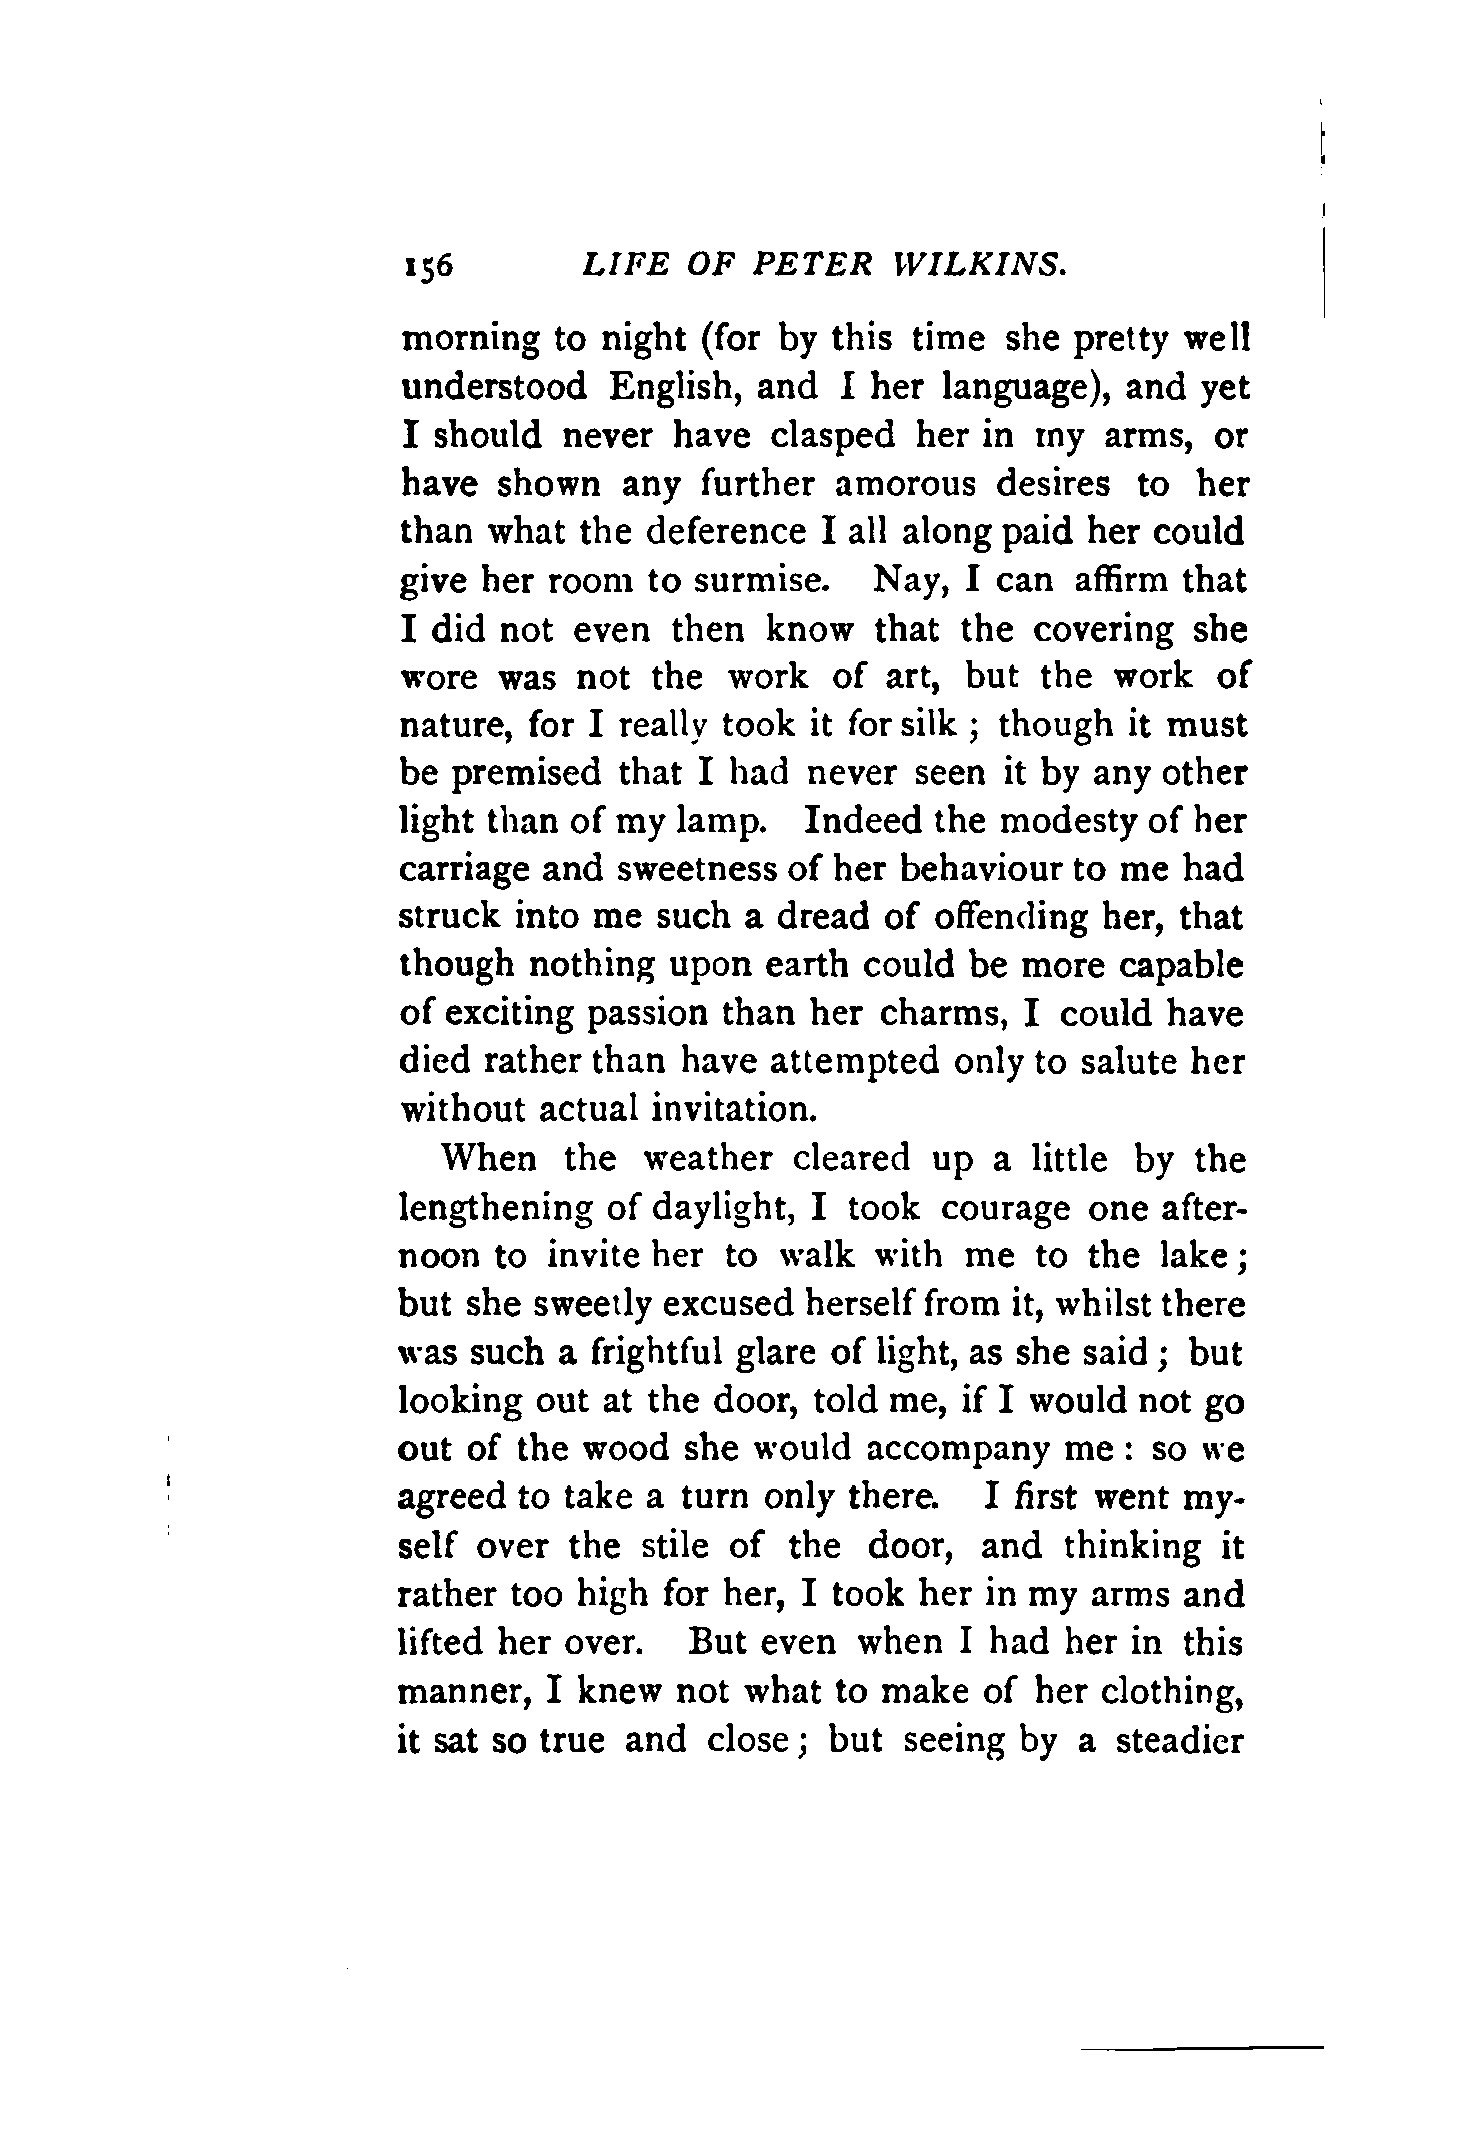 156 LIFE OF PETER WILKINS.
morning to night (for by this time she pretty well
understood English, and I her language), and yet
I should never have clasped her in my arms, or
have shown any further amorous desires to her
than what the deference I all along paid her could
give her room to surmise. Nay, I can affirm that
I did not even then know that the covering she
wore was not the work of art, but the work of
nature, for I really took it for silk ; though it must
be premised that I had never seen it by any other
light than of my lamp. Indeed the modesty of her
carriage and sweetness of her behaviour to me had
struck into me such a dread of offending her, that
though nothing upon earth could be more capable
of exciting passion than her charms, I could have
died rather than have attempted only to salute her
without actual invitation.
When the weather cleared up a little by the
lengthening of daylight, I took courage one after-
noon to invite her to walk with me to the lake ;
but she sweetly excused herself from it, whilst there
was such a frightful glare of light, as she said ; but
looking out at the door, told me, if I would not go
out of the wood she would accompany me : so we
agreed to take a turn only there. I first went my-
self over the stile of the door, and thinking it
rather too high for her, I took her in my arms and
lifted her over. But even when I had her in this
manner, I knew not what to make of her clothing,
it sat so true and close ; but seeing by a steadier